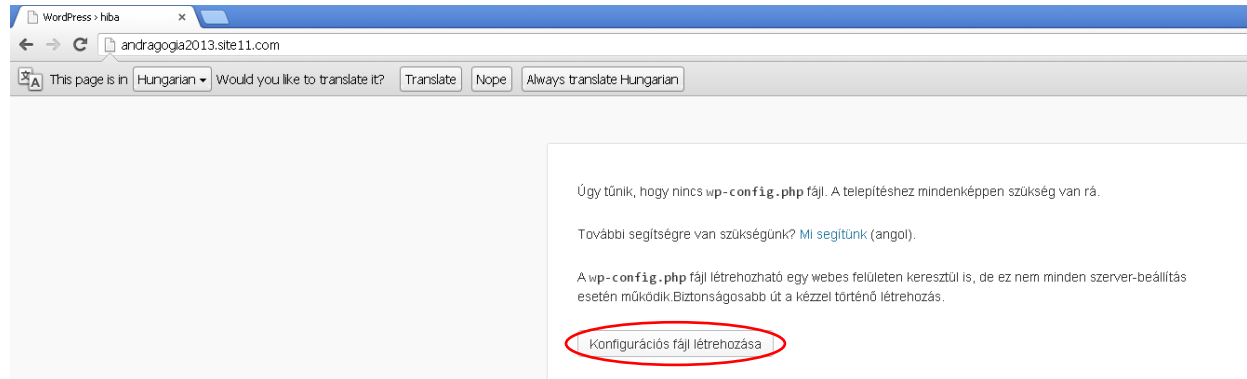 WordPress › hiba
andragogia2013.site11.com
This page is in Hungarian Would you like to translate it? Translate Nope Always translate Hungarian
Úgy tűnik, hogy nincs wp-config.php fájl. A telepítéshez mindenképpen szükség van rá.
További segítségre van szükségünk? Mi segítünk (angol).
A wp-config.php fájl létrehozható egy webes felületen keresztül is, de ez nem minden szerver-beállítás
esetén működik.Biztonságosabb út a kézzel történő létrehozás.
Konfigurációs fájl létrehozása